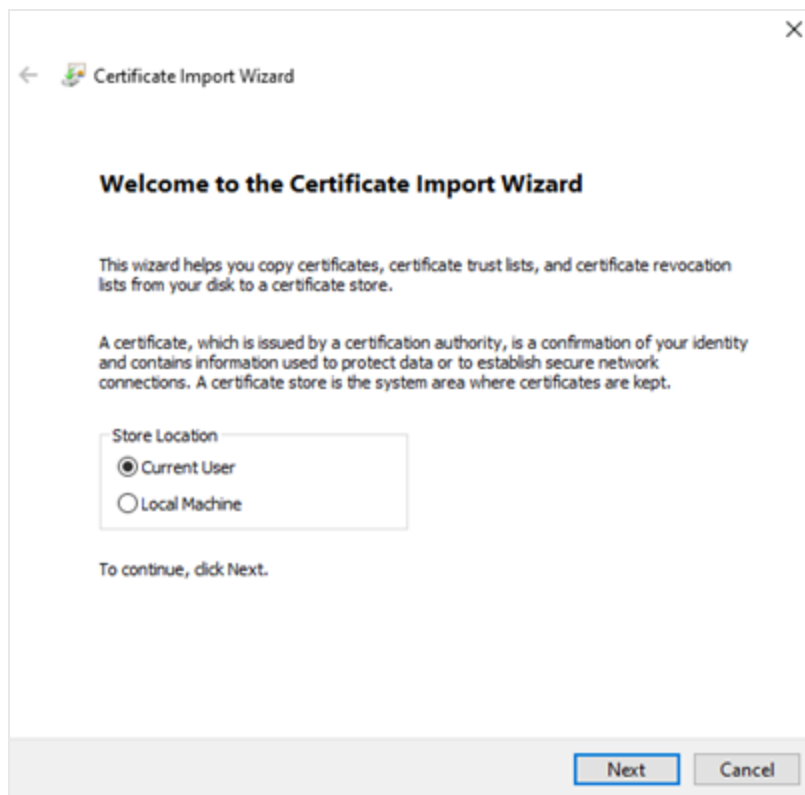 Certificate Import Wizard
Welcome to the Certificate Import Wizard
This wizard helps you copy certificates, certificate trust lists, and certificate revocation
lists from your disk to a certificate store.
A certificate, which is issued by a certification authority, is a confirmation of your identity
and contains information used to protect data or to establish secure network
connections. A certificate store is the system area where certificates are kept.
Store Location
Current User
Local Machine
To continue, click Next.
Next Cancel